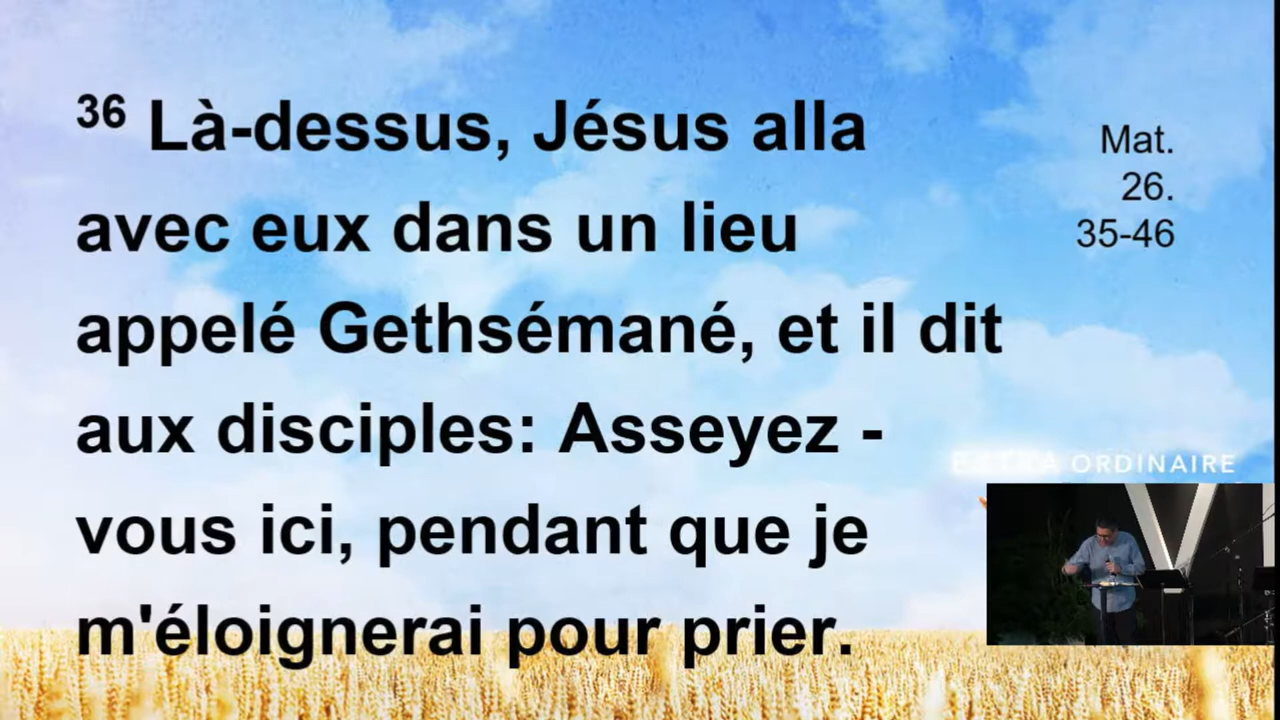 36 Là-dessus, Jésus alla
avec eux dans un lieu
appelé Gethsémané, et il dit
aux disciples: Asseyez -
vous ici, pendant que je
m'éloignerai pour prier.
Mat.
26.
35-46
EXTRA ORDINAIRE